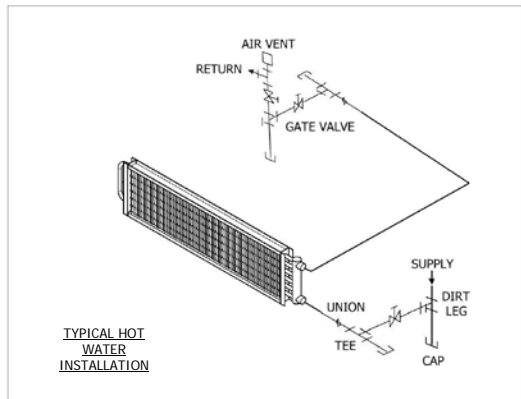 AIR VENT
RETURN
GATE VALVE
SUPPLY
DIRT
LEG
UNION
TEE
CAP
TYPICAL HOT
WATER
INSTALLATION